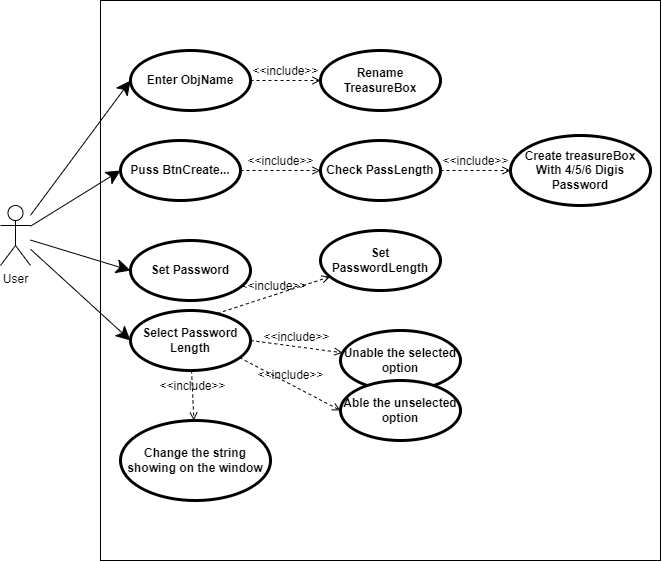 Enter ObjName
<<include>>
Rename
TreasureBox
Puss BtnCreate...
<<include>>
Check PassLength
<<include>>
Create treasureBox
With 4/5/6 Digis
Password
User
Set Password
<<include>>
Set
PasswordLength
Select Password
Length
<<include>>
Unable the selected
option
<<include>>
Able the unselected
option
<<include>>
Change the string
showing on the window